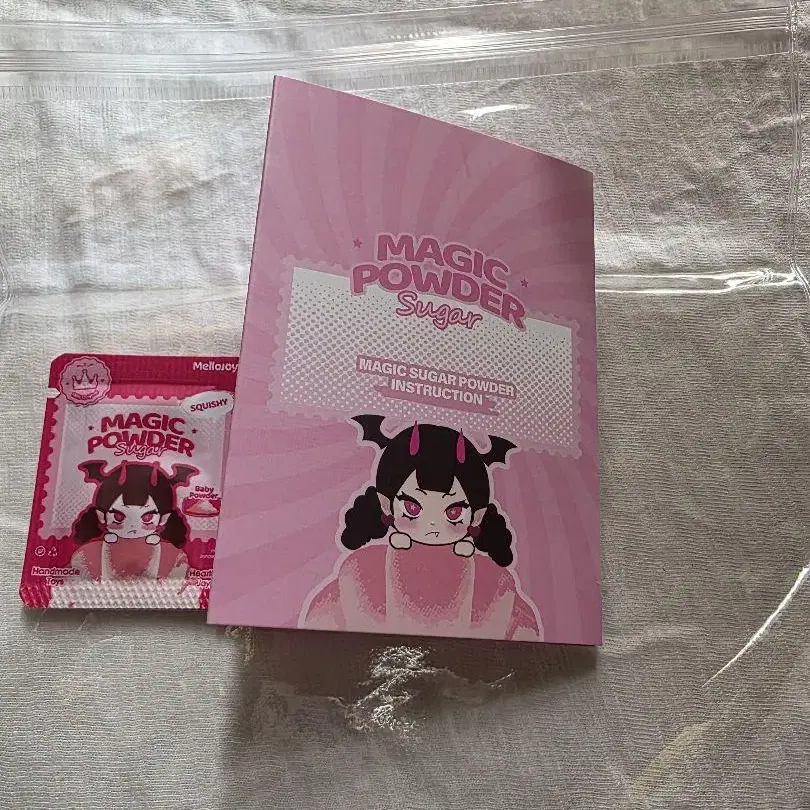 MAGIC
POWDER
Sugar
MAGIC SUGAR POWDER
INSTRUCTION
MelloJoy
SQUISHY
MAGIC
POWDER
Sugar
Baby
Powder
Handmade
Toys